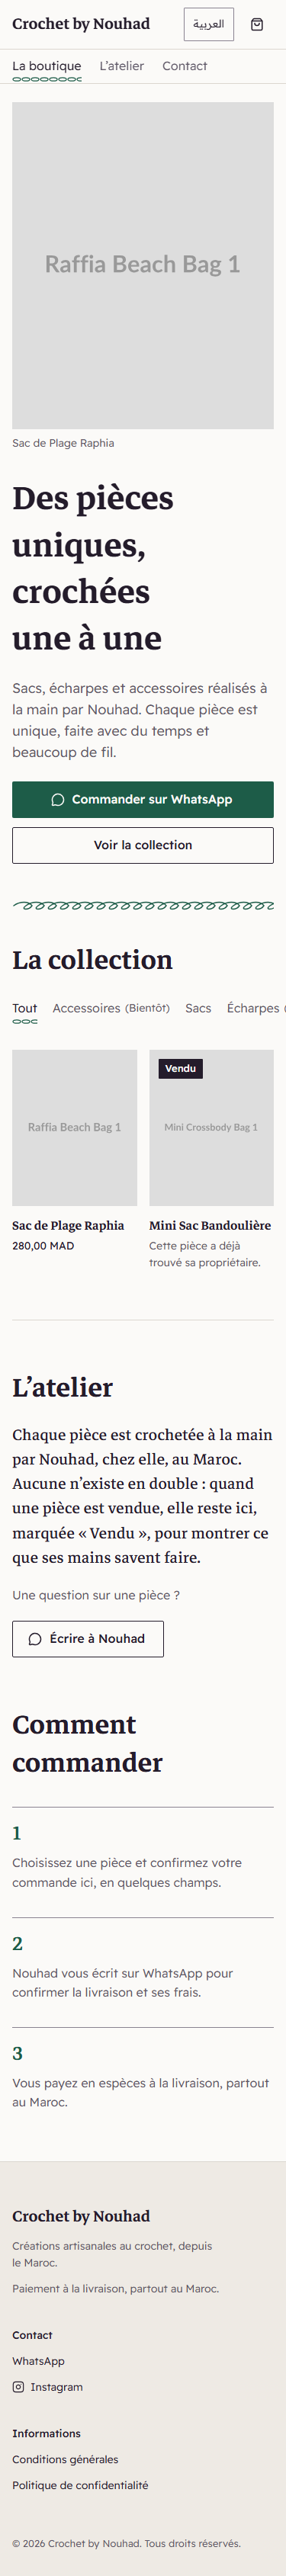 Crochet by Nouhad
العربية
La boutique
L’atelier
Contact
Raffia Beach Bag 1
Sac de Plage Raphia
Des pièces
uniques,
crochées
une à une
Sacs, écharpes et accessoires réalisés à
la main par Nouhad. Chaque pièce est
unique, faite avec du temps et
beaucoup de fil.
Commander sur WhatsApp
Voir la collection
La collection
Tout
Accessoires (Bientôt)
Sacs
Écharpes (
Raffia Beach Bag 1
Vendu
Mini Crossbody Bag 1
Sac de Plage Raphia
280,00 MAD
Mini Sac Bandoulière
Cette pièce a déjà
trouvé sa propriétaire.
L’atelier
Chaque pièce est crochetée à la main
par Nouhad, chez elle, au Maroc.
Aucune n’existe en double : quand
une pièce est vendue, elle reste ici,
marquée « Vendu », pour montrer ce
que ses mains savent faire.
Une question sur une pièce ?
Écrire à Nouhad
Comment
commander
1
Choisissez une pièce et confirmez votre
commande ici, en quelques champs.
2
Nouhad vous écrit sur WhatsApp pour
confirmer la livraison et ses frais.
3
Vous payez en espèces à la livraison, partout
au Maroc.
Crochet by Nouhad
Créations artisanales au crochet, depuis
le Maroc.
Paiement à la livraison, partout au Maroc.
Contact
WhatsApp
Instagram
Informations
Conditions générales
Politique de confidentialité
© 2026 Crochet by Nouhad. Tous droits réservés.